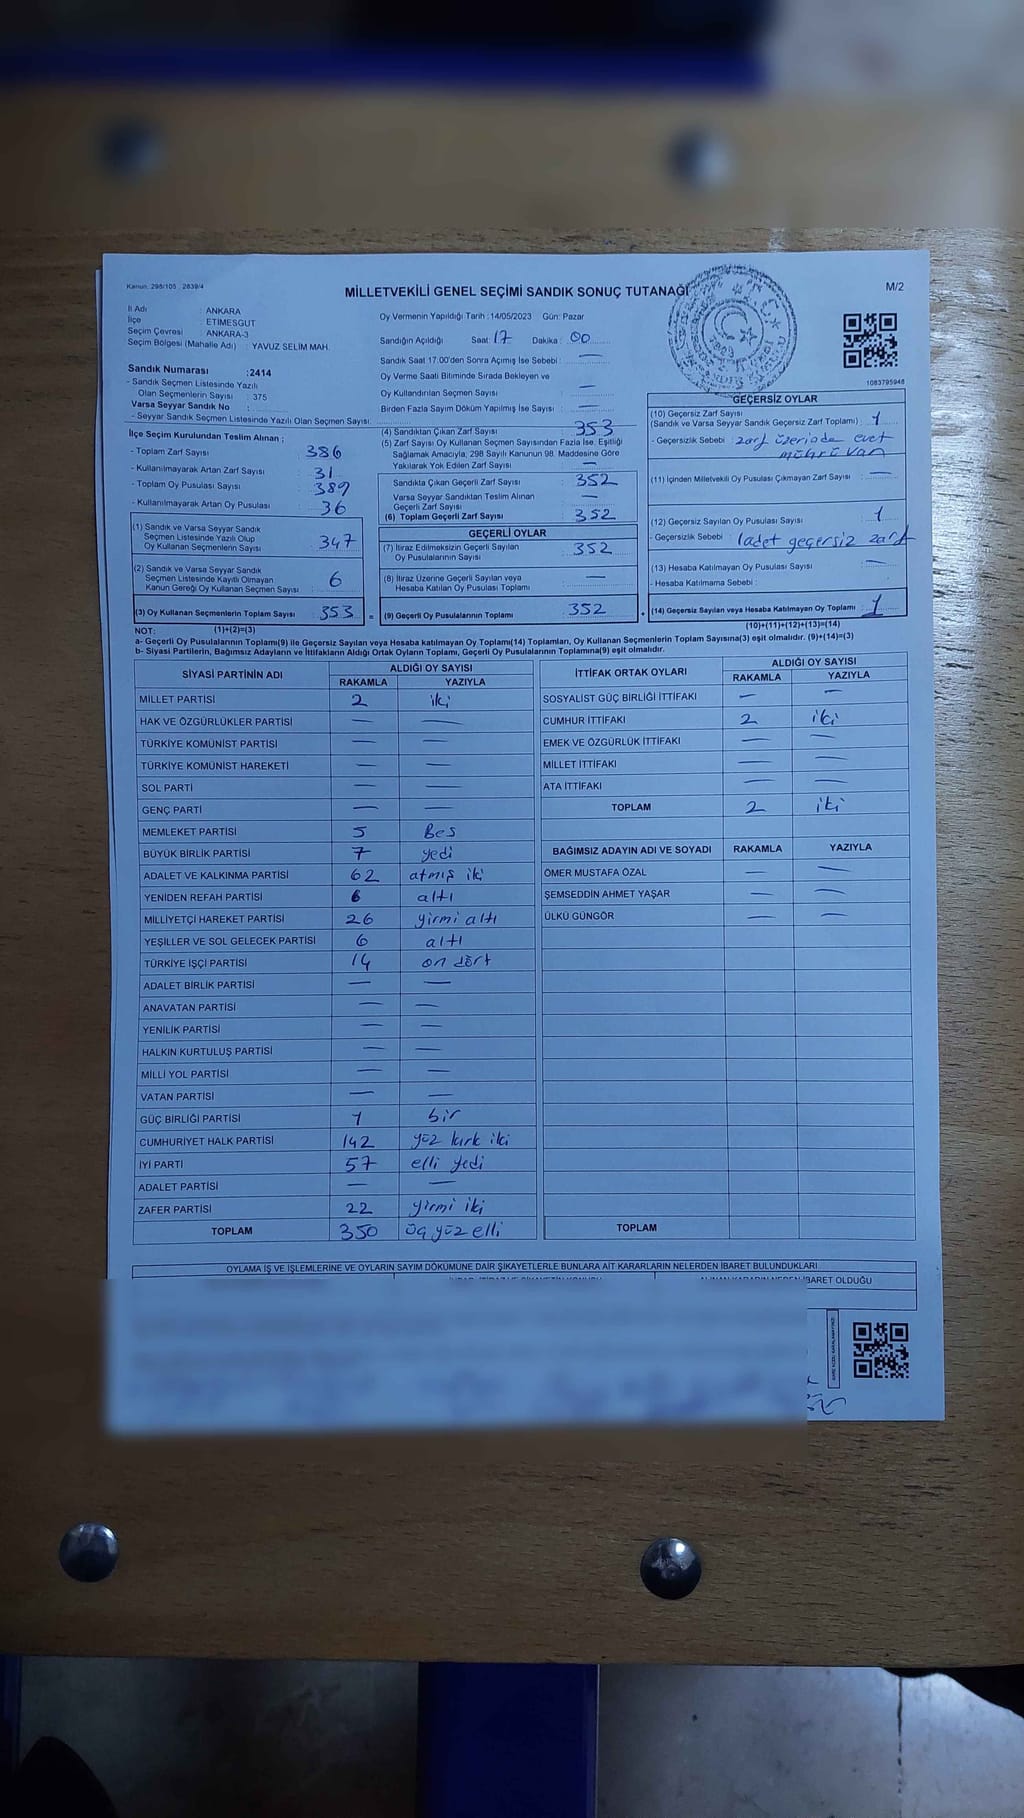 Kanun: 298/105 , 2839/4
MİLLETVEKİLİ GENEL SEÇİMİ SANDIK SONUÇ TUTANAĞI
M/2
İl Adı : ANKARA
İlçe : ETİMESGUT
Seçim Çevresi : ANKARA-3
Seçim Bölgesi (Mahalle Adı) : YAVUZ SELİM MAH.
Sandık Numarası :2414
- Sandık Seçmen Listesinde Yazılı
Olan Seçmenlerin Sayısı : 375
Varsa Seyyar Sandık No :
- Seyyar Sandık Seçmen Listesinde Yazılı Olan Seçmen Sayısı:
Oy Vermenin Yapıldığı Tarih : 14/05/2023 Gün: Pazar
Sandığın Açıldığı Saat: 17 Dakika : 00
Sandık Saat 17.00'den Sonra Açımış İse Sebebi : —
Oy Verme Saati Bitiminde Sırada Bekleyen ve
Oy Kullandırılan Seçmen Sayısı : —
Birden Fazla Sayım Döküm Yapılmış İse Sayısı : —
1083795946
İlçe Seçim Kurulundan Teslim Alınan ;
- Toplam Zarf Sayısı : 386
- Kullanılmayarak Artan Zarf Sayısı : 31
- Toplam Oy Pusulası Sayısı : 389
- Kullanılmayarak Artan Oy Pusulası : 36
(1) Sandık ve Varsa Seyyar Sandık
Seçmen Listesinde Yazılı Olup
Oy Kullanan Seçmenlerin Sayısı : 347
(2) Sandık ve Varsa Seyyar Sandık
Seçmen Listesinde Kayıtlı Olmayan
Kanun Gereği Oy Kullanan Seçmen Sayısı : 6
(3) Oy Kullanan Seçmenlerin Toplam Sayısı : 353 =
(4) Sandıktan Çıkan Zarf Sayısı : 353
(5) Zarf Sayısı Oy Kullanan Seçmen Sayısından Fazla İse, Eşitliği
Sağlamak Amacıyla, 298 Sayılı Kanunun 98. Maddesine Göre
Yakılarak Yok Edilen Zarf Sayısı : —
Sandıkta Çıkan Geçerli Zarf Sayısı : 352
Varsa Seyyar Sandıktan Teslim Alınan
Geçerli Zarf Sayısı : —
(6) Toplam Geçerli Zarf Sayısı : 352
GEÇERLİ OYLAR
(7) İtiraz Edilmeksizin Geçerli Sayılan
Oy Pusulalarının Sayısı : 352
(8) İtiraz Üzerine Geçerli Sayılan veya
Hesaba Katılan Oy Pusulası Toplamı : —
(9) Geçerli Oy Pusulalarının Toplamı : 352 +
GEÇERSİZ OYLAR
(10) Geçersiz Zarf Sayısı
(Sandık ve Varsa Seyyar Sandık Geçersiz Zarf Toplamı) : 1
- Geçersizlik Sebebi : zarf üzerinde evet
mührü van
(11) İçinden Milletvekili Oy Pusulası Çıkmayan Zarf Sayısı : —
(12) Geçersiz Sayılan Oy Pusulası Sayısı : 1
- Geçersizlik Sebebi : 1adet geçersiz zarf
(13) Hesaba Katılmayan Oy Pusulası Sayısı : —
- Hesaba Katılmama Sebebi :
(14) Geçersiz Sayılan veya Hesaba Katılmayan Oy Toplamı : 1
NOT: (1)+(2)=(3)
(10)+(11)+(12)+(13)=(14)
a- Geçerli Oy Pusulalarının Toplamı(9) ile Geçersiz Sayılan veya Hesaba katılmayan Oy Toplamı(14) Toplamları, Oy Kullanan Seçmenlerin Toplam Sayısına(3) eşit olmalıdır. (9)+(14)=(3)
b- Siyasi Partilerin, Bağımsız Adayların ve İttifakların Aldığı Ortak Oyların Toplamı, Geçerli Oy Pusulalarının Toplamına(9) eşit olmalıdır.
SİYASİ PARTİNİN ADI ALDIĞI OY SAYISI
RAKAMLA YAZIYLA
MİLLET PARTİSİ 2 iki
HAK VE ÖZGÜRLÜKLER PARTİSİ — —
TÜRKİYE KOMÜNİST PARTİSİ — —
TÜRKİYE KOMÜNİST HAREKETİ — —
SOL PARTİ — —
GENÇ PARTİ — —
MEMLEKET PARTİSİ 5 Bes
BÜYÜK BİRLİK PARTİSİ 7 yedi
ADALET VE KALKINMA PARTİSİ 62 atmış iki
YENİDEN REFAH PARTİSİ 6 altı
MİLLİYETÇİ HAREKET PARTİSİ 26 yirmi altı
YEŞİLLER VE SOL GELECEK PARTİSİ 6 altı
TÜRKİYE İŞÇİ PARTİSİ 14 on dört
ADALET BİRLİK PARTİSİ — —
ANAVATAN PARTİSİ — —
YENİLİK PARTİSİ — —
HALKIN KURTULUŞ PARTİSİ — —
MİLLİ YOL PARTİSİ — —
VATAN PARTİSİ — —
GÜÇ BİRLİĞİ PARTİSİ 1 bir
CUMHURİYET HALK PARTİSİ 142 yüz kırk iki
İYİ PARTİ 57 elli yedi
ADALET PARTİSİ — —
ZAFER PARTİSİ 22 yirmi iki
TOPLAM 350 üç yüz elli
İTTİFAK ORTAK OYLARI ALDIĞI OY SAYISI
RAKAMLA YAZIYLA
SOSYALİST GÜÇ BİRLİĞİ İTTİFAKI — —
CUMHUR İTTİFAKI 2 iki
EMEK VE ÖZGÜRLÜK İTTİFAKI — —
MİLLET İTTİFAKI — —
ATA İTTİFAKI — —
TOPLAM 2 iki
BAĞIMSIZ ADAYIN ADI VE SOYADI RAKAMLA YAZIYLA
ÖMER MUSTAFA ÖZAL — —
ŞEMSEDDİN AHMET YAŞAR — —
ÜLKÜ GÜNGÖR — —
TOPLAM
OYLAMA İŞ VE İŞLEMLERİNE VE OYLARIN SAYIM DÖKÜMÜNE DAİR ŞİKAYETLERLE BUNLARA AİT KARARLARIN NELERDEN İBARET BULUNDUKLARI
İBARET OLDUĞU